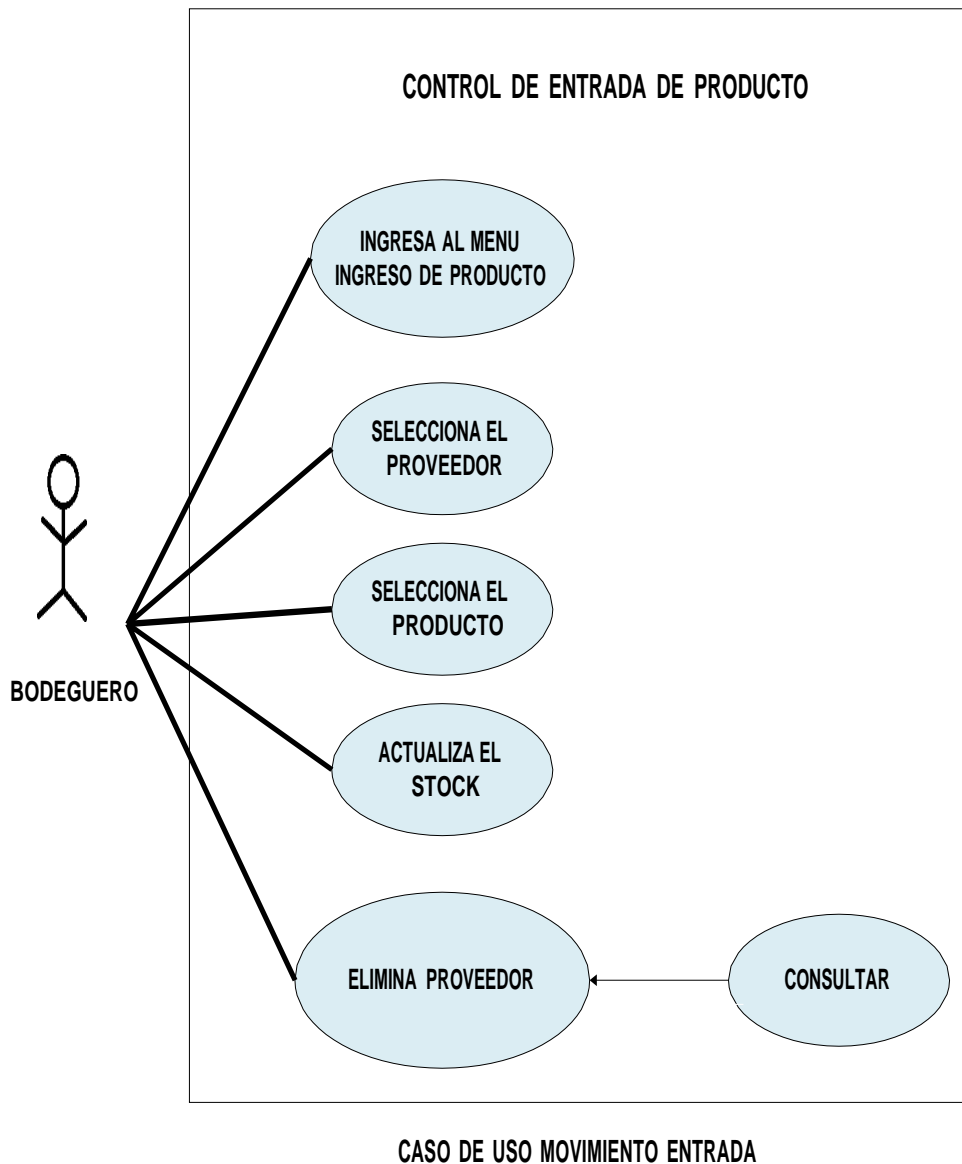 CONTROL DE ENTRADA DE PRODUCTO
INGRESA AL MENU
INGRESO DE PRODUCTO
SELECCIONA EL
PROVEEDOR
SELECCIONA EL
PRODUCTO
BODEGUERO
ACTUALIZA EL
STOCK
ELIMINA PROVEEDOR
CONSULTAR
CASO DE USO MOVIMIENTO ENTRADA